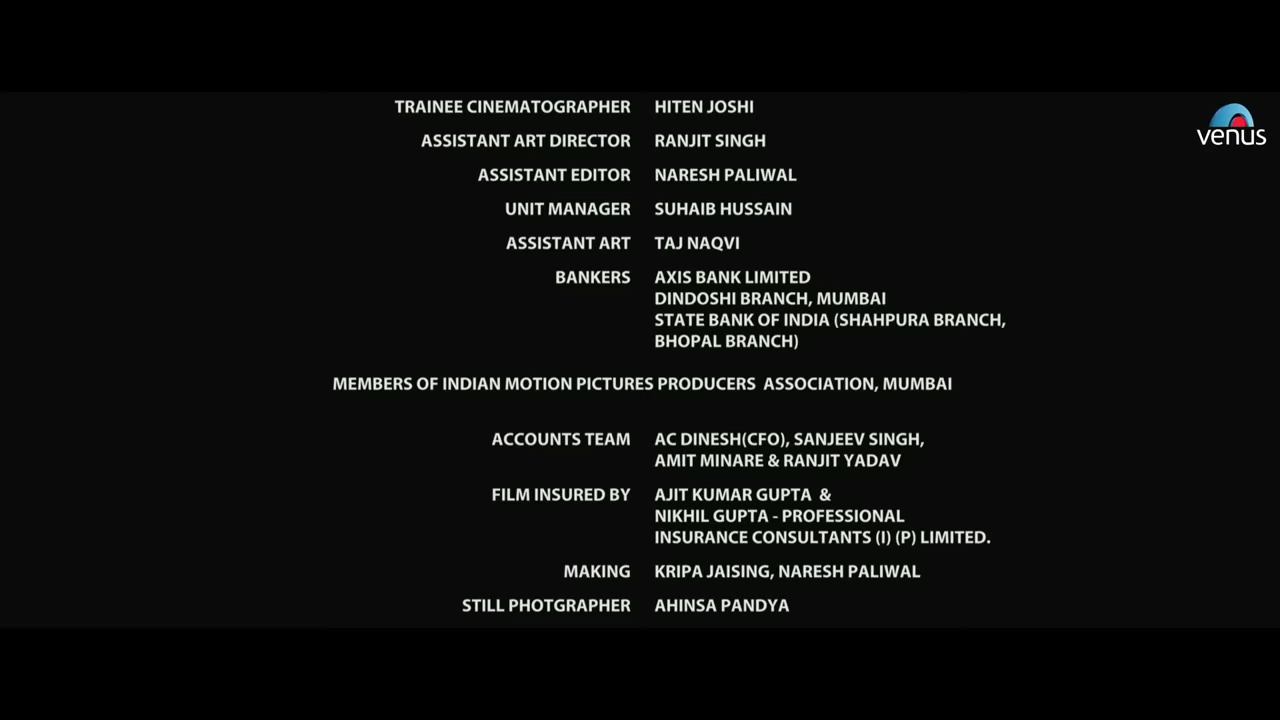 TRAINEE CINEMATOGRAPHER HITEN JOSHI
venus
ASSISTANT ART DIRECTOR RANJIT SINGH
ASSISTANT EDITOR NARESH PALIWAL
UNIT MANAGER SUHAIB HUSSAIN
ASSISTANT ART TAJ NAQVI
BANKERS AXIS BANK LIMITED
DINDOSHI BRANCH, MUMBAI
STATE BANK OF INDIA (SHAHPURA BRANCH,
BHOPAL BRANCH)
MEMBERS OF INDIAN MOTION PICTURES PRODUCERS ASSOCIATION, MUMBAI
ACCOUNTS TEAM AC DINESH(CFO), SANJEEV SINGH,
AMIT MINARE & RANJIT YADAV
FILM INSURED BY AJIT KUMAR GUPTA &
NIKHIL GUPTA - PROFESSIONAL
INSURANCE CONSULTANTS (I) (P) LIMITED.
MAKING KRIPA JAISING, NARESH PALIWAL
STILL PHOTGRAPHER AHINSA PANDYA